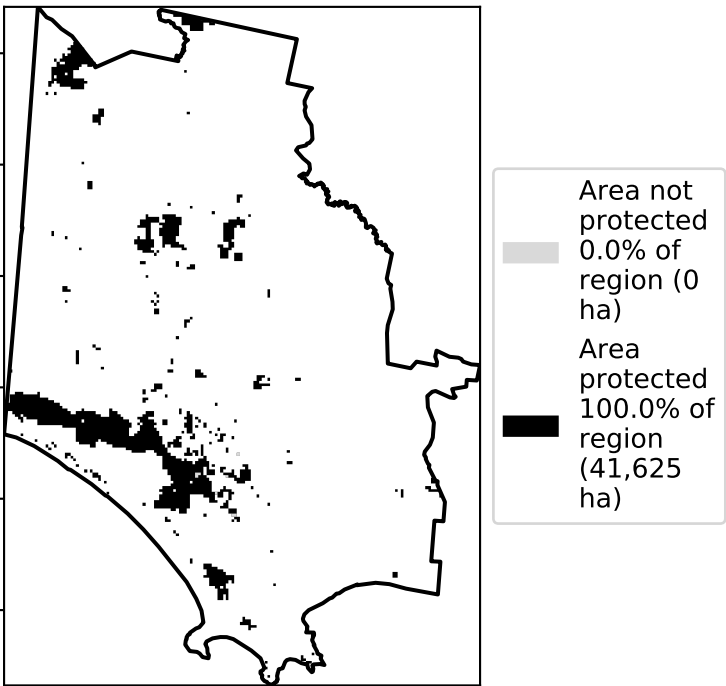 Area not
protected
0.0% of
region (0
ha)
Area
protected
100.0% of
region
(41,625
ha)